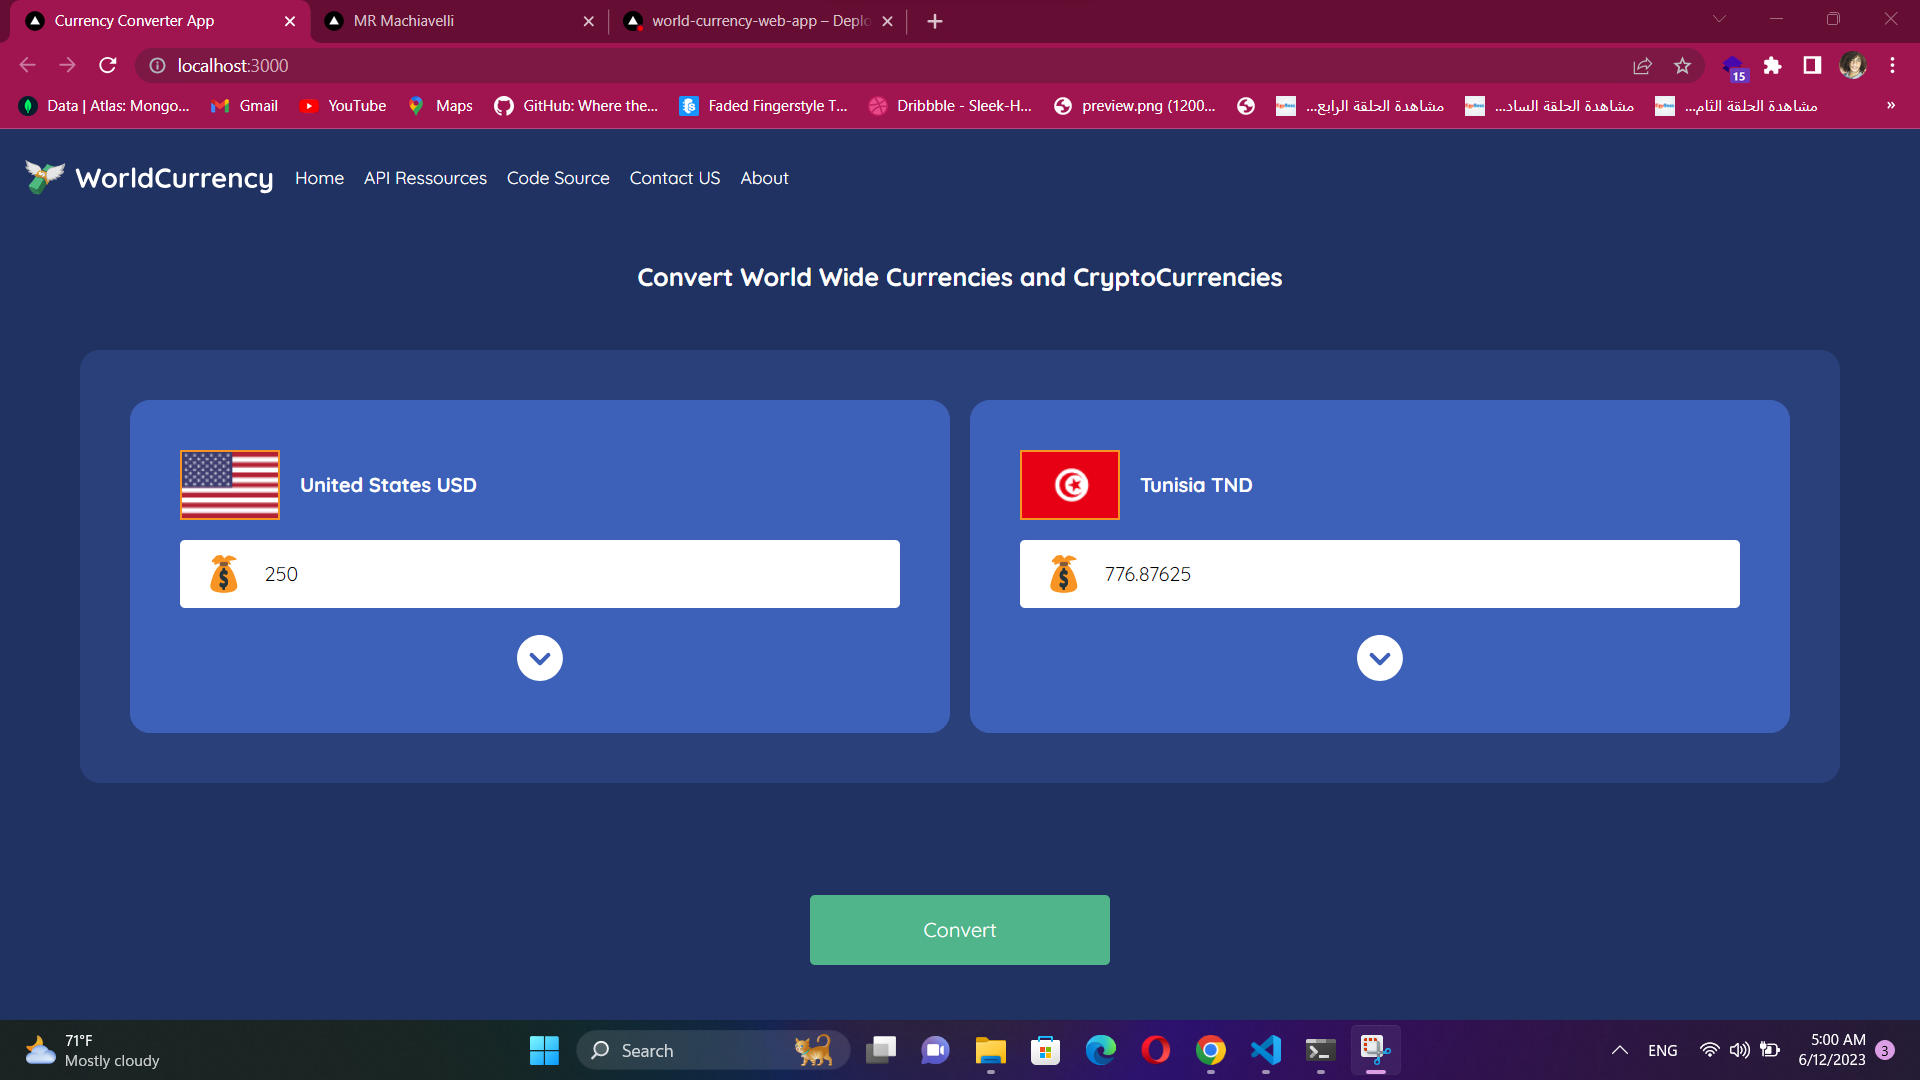 Currency Converter App
MR Machiavelli
world-currency-web-app – Deplo
localhost:3000
15
Data | Atlas: Mongo...
Gmail
YouTube
Maps
GitHub: Where the...
Faded Fingerstyle T...
Dribbble - Sleek-H...
preview.png (1200...
مشاهدة الحلقة الرابع...
مشاهدة الحلقة الساد...
مشاهدة الحلقة الثام...
»
WorldCurrency
Home
API Ressources
Code Source
Contact US
About
Convert World Wide Currencies and CryptoCurrencies
United States USD
250
Tunisia TND
776.87625
Convert
71°F
Mostly cloudy
Search
ENG
5:00 AM
6/12/2023
3